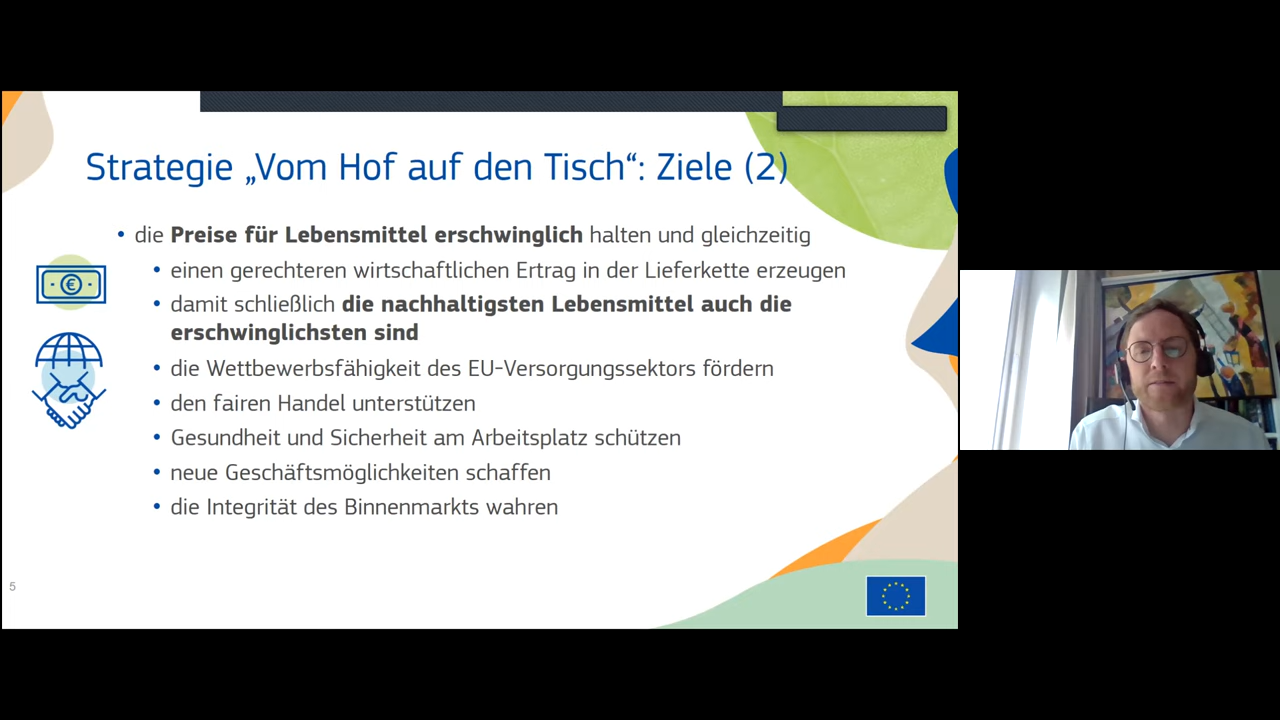 Strategie „Vom Hof auf den Tisch“: Ziele (2)
• die Preise für Lebensmittel erschwinglich halten und gleichzeitig
• einen gerechteren wirtschaftlichen Ertrag in der Lieferkette erzeugen
• damit schließlich die nachhaltigsten Lebensmittel auch die
erschwinglichsten sind
• die Wettbewerbsfähigkeit des EU-Versorgungssektors fördern
• den fairen Handel unterstützen
• Gesundheit und Sicherheit am Arbeitsplatz schützen
• neue Geschäftsmöglichkeiten schaffen
• die Integrität des Binnenmarkts wahren
5